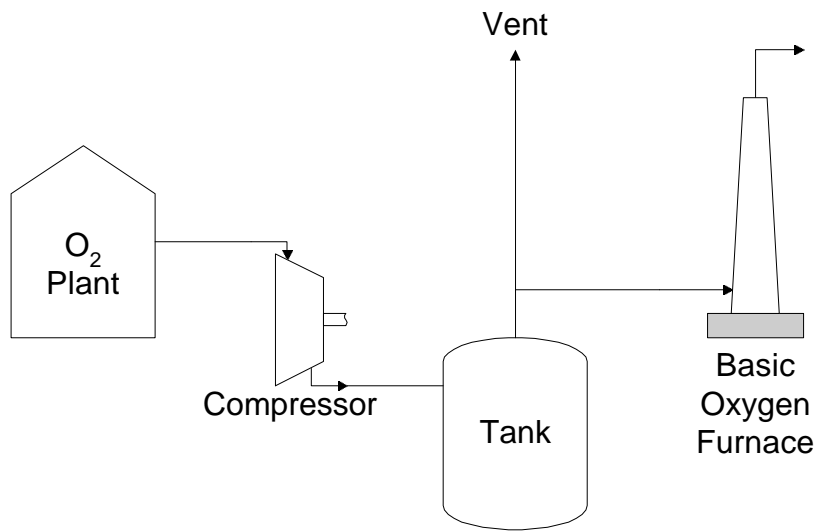 Vent
O₂
Plant
Compressor
Tank
Basic
Oxygen
Furnace